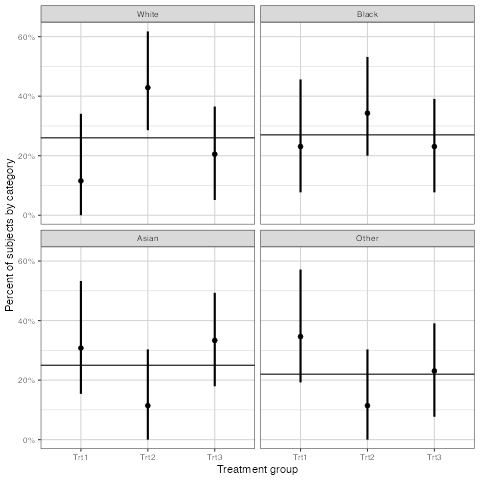 White
Black
60%
40%
20%
0%
Asian
Other
60%
40%
20%
0%
Trt1
Trt2
Trt3
Trt1
Trt2
Trt3
Percent of subjects by category
Treatment group